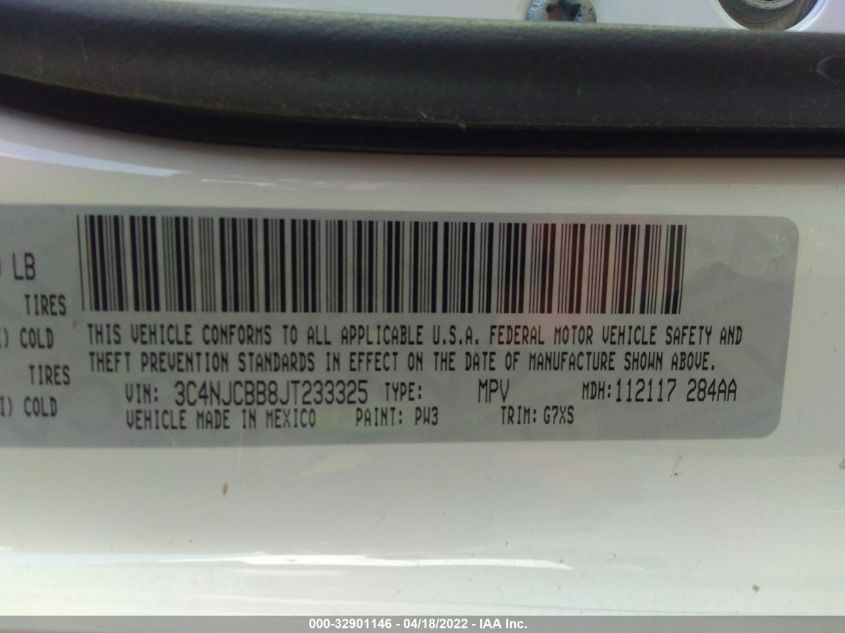 LB
TIRES
) COLD
TIRES
I) COLD
THIS VEHICLE CONFORMS TO ALL APPLICABLE U.S.A. FEDERAL MOTOR VEHICLE SAFETY AND
THEFT PREVENTION STANDARDS IN EFFECT ON THE DATE OF MANUFACTURE SHOWN ABOVE.
VIN: 3C4NJCBB8JT233325 TYPE: MPV MDH: 112117 284AA
VEHICLE MADE IN MEXICO PAINT: PW3 TRIM: G7XS
000-32901146 - 04/18/2022 - IAA Inc.